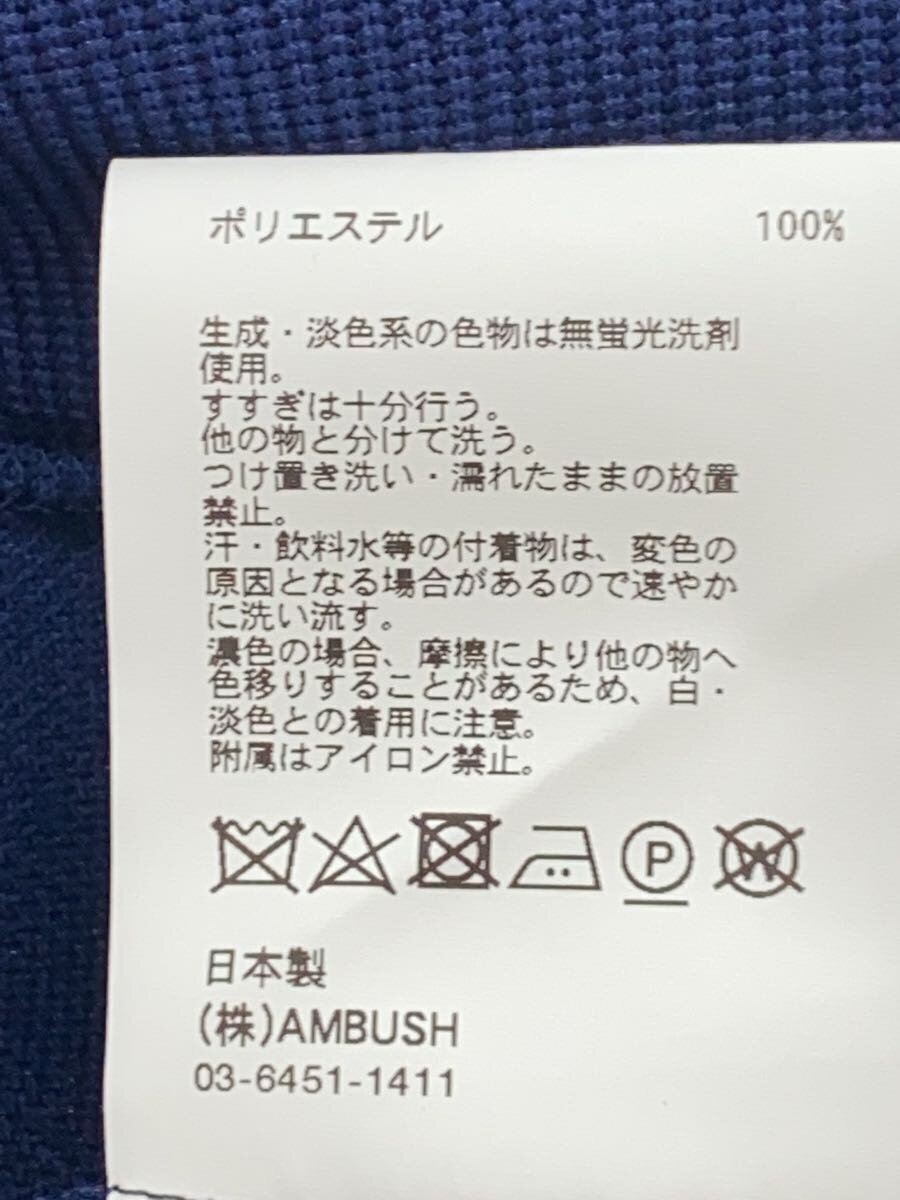 ポリエステル 100%
生成・淡色系の色物は無蛍光洗剤
使用。
すすぎは十分行う。
他の物と分けて洗う。
つけ置き洗い・濡れたままの放置
禁止。
汗・飲料水等の付着物は、変色の
原因となる場合があるので速やか
に洗い流す。
濃色の場合、摩擦により他の物へ
色移りすることがあるため、白・
淡色との着用に注意。
附属はアイロン禁止。
P W
日本製
(株)AMBUSH
03-6451-1411